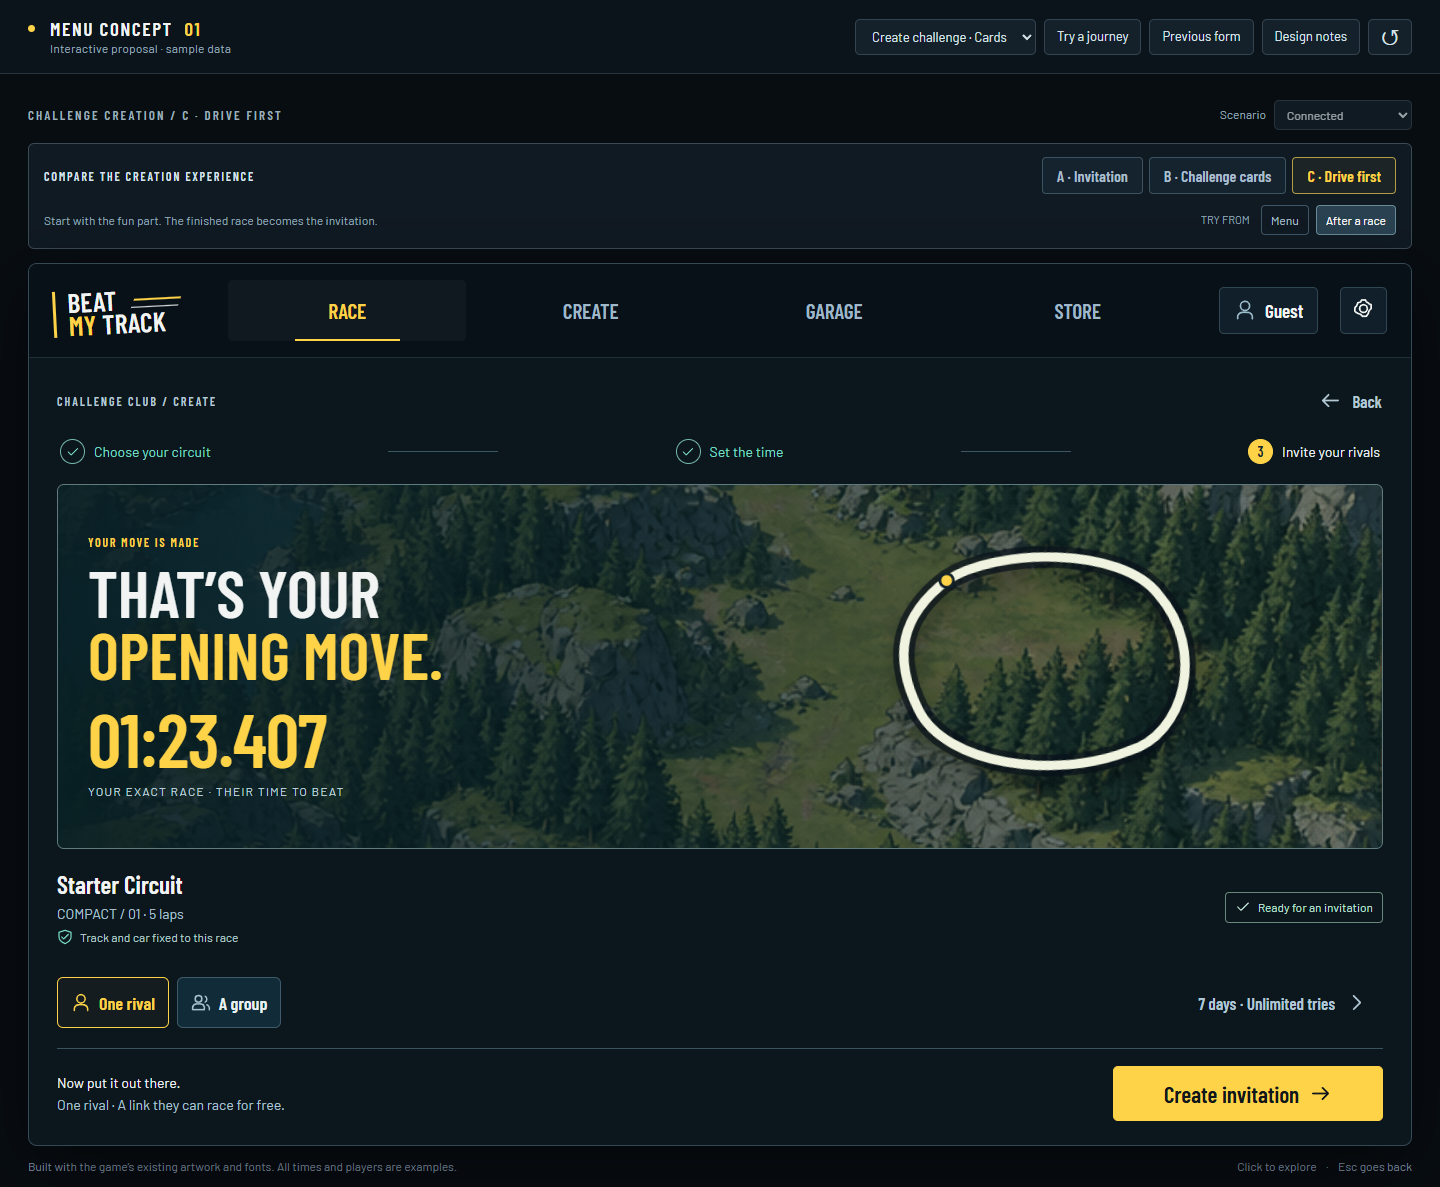 MENU CONCEPT 01
Interactive proposal · sample data
Create challenge · Cards
Try a journey
Previous form
Design notes
CHALLENGE CREATION / C · DRIVE FIRST
Scenario
Connected
COMPARE THE CREATION EXPERIENCE
A · Invitation
B · Challenge cards
C · Drive first
Start with the fun part. The finished race becomes the invitation.
TRY FROM
Menu
After a race
BEAT
MY TRACK
RACE
CREATE
GARAGE
STORE
Guest
CHALLENGE CLUB / CREATE
Back
Choose your circuit
Set the time
3
Invite your rivals
YOUR MOVE IS MADE
THAT’S YOUR
OPENING MOVE.
01:23.407
YOUR EXACT RACE · THEIR TIME TO BEAT
Starter Circuit
COMPACT / 01 · 5 laps
Track and car fixed to this race
Ready for an invitation
One rival
A group
7 days · Unlimited tries
Now put it out there.
One rival · A link they can race for free.
Create invitation
Built with the game’s existing artwork and fonts. All times and players are examples.
Click to explore · Esc goes back